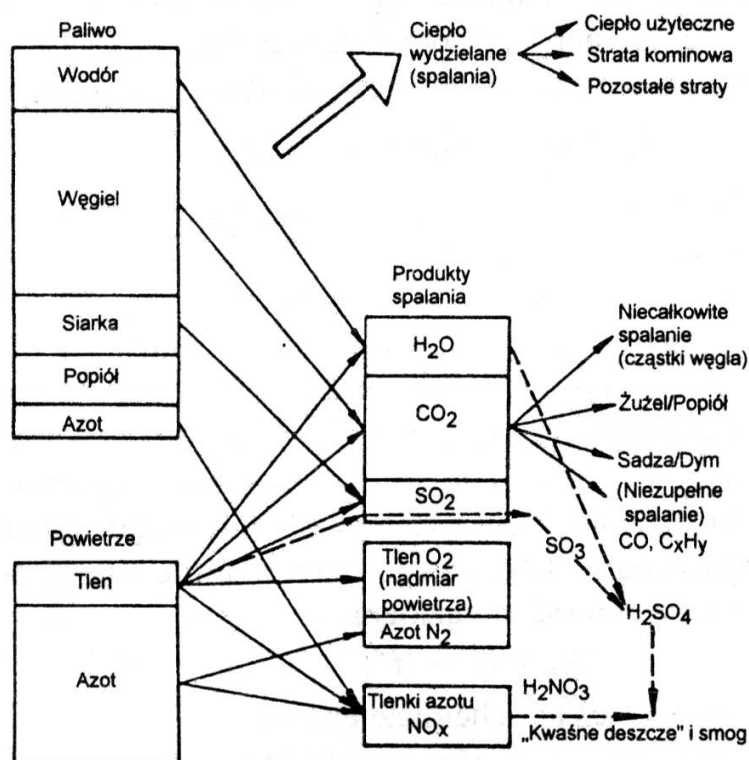 Paliwo
Wodór
Węgiel
Siarka
Popiół
Azot
Powietrze
Tlen
Azot
Ciepło
wydzielane
(spalania)
Ciepło użyteczne
Strata kominowa
Pozostałe straty
Produkty
spalania
H₂O
CO₂
SO₂
Tlen O₂
(nadmiar
powietrza)
Azot N₂
Tlenki azotu
NOₓ
Niecałkowite
spalanie
(cząstki węgla)
Żużel/Popiół
Sadza/Dym
(Niezupełne
spalanie)
CO, CₓHᵧ
SO₃
H₂SO₄
H₂NO₃
„Kwaśne deszcze" i smog